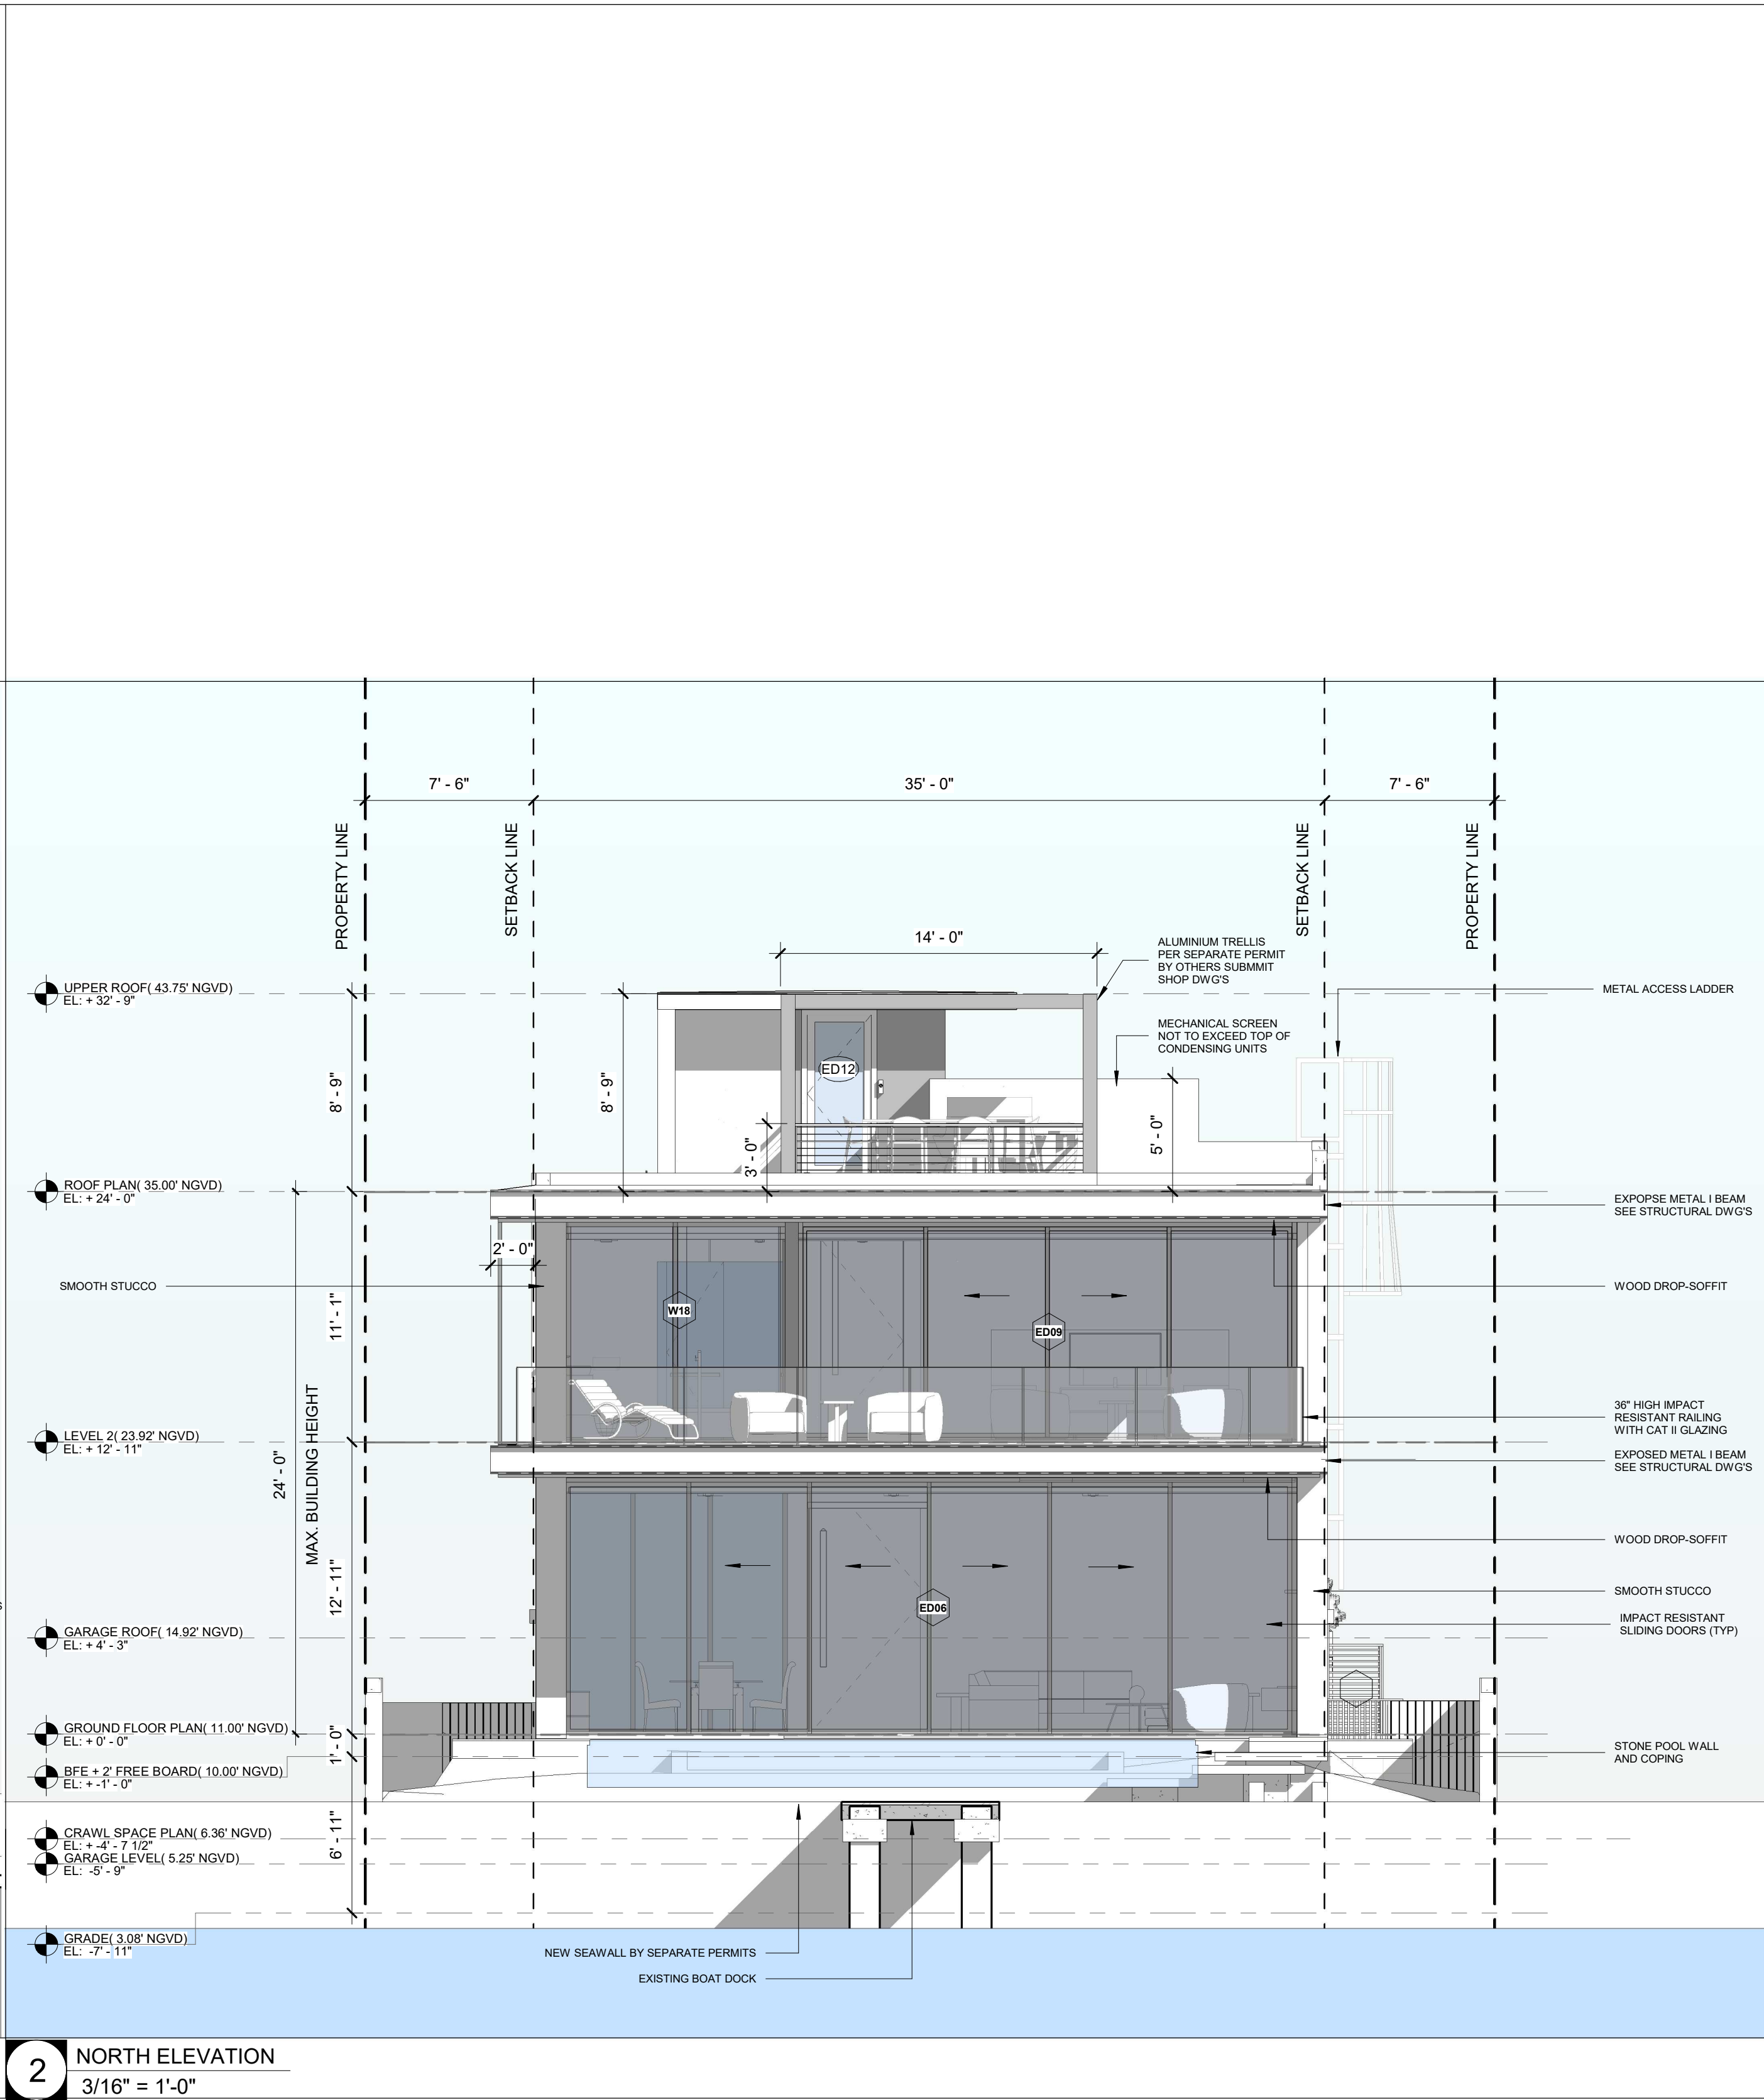 7' - 6"
35' - 0"
7' - 6"
PROPERTY LINE
SETBACK LINE
SETBACK LINE
PROPERTY LINE
14' - 0"
ALUMINIUM TRELLIS
PER SEPARATE PERMIT
BY OTHERS SUBMMIT
SHOP DWG'S
UPPER ROOF( 43.75' NGVD)
EL: + 32' - 9"
METAL ACCESS LADDER
MECHANICAL SCREEN
NOT TO EXCEED TOP OF
CONDENSING UNITS
ED12
8' - 9"
8' - 9"
3' - 0"
5' - 0"
ROOF PLAN( 35.00' NGVD)
EL: + 24' - 0"
EXPOPSE METAL I BEAM
SEE STRUCTURAL DWG'S
2' - 0"
SMOOTH STUCCO
WOOD DROP-SOFFIT
11' - 1"
W18
ED09
36" HIGH IMPACT
RESISTANT RAILING
WITH CAT II GLAZING
LEVEL 2( 23.92' NGVD)
EL: + 12' - 11"
EXPOSED METAL I BEAM
SEE STRUCTURAL DWG'S
24' - 0"
MAX. BUILDING HEIGHT
WOOD DROP-SOFFIT
12' - 11"
SMOOTH STUCCO
ED06
IMPACT RESISTANT
SLIDING DOORS (TYP)
GARAGE ROOF( 14.92' NGVD)
EL: + 4' - 3"
GROUND FLOOR PLAN( 11.00' NGVD)
EL: + 0' - 0"
1' - 0"
STONE POOL WALL
AND COPING
BFE + 2' FREE BOARD( 10.00' NGVD)
EL: + -1' - 0"
CRAWL SPACE PLAN( 6.36' NGVD)
EL: + -4' - 7 1/2"
6' - 11"
GARAGE LEVEL( 5.25' NGVD)
EL: -5' - 9"
GRADE( 3.08' NGVD)
EL: -7' - 11"
NEW SEAWALL BY SEPARATE PERMITS
EXISTING BOAT DOCK
2
NORTH ELEVATION
3/16" = 1'-0"